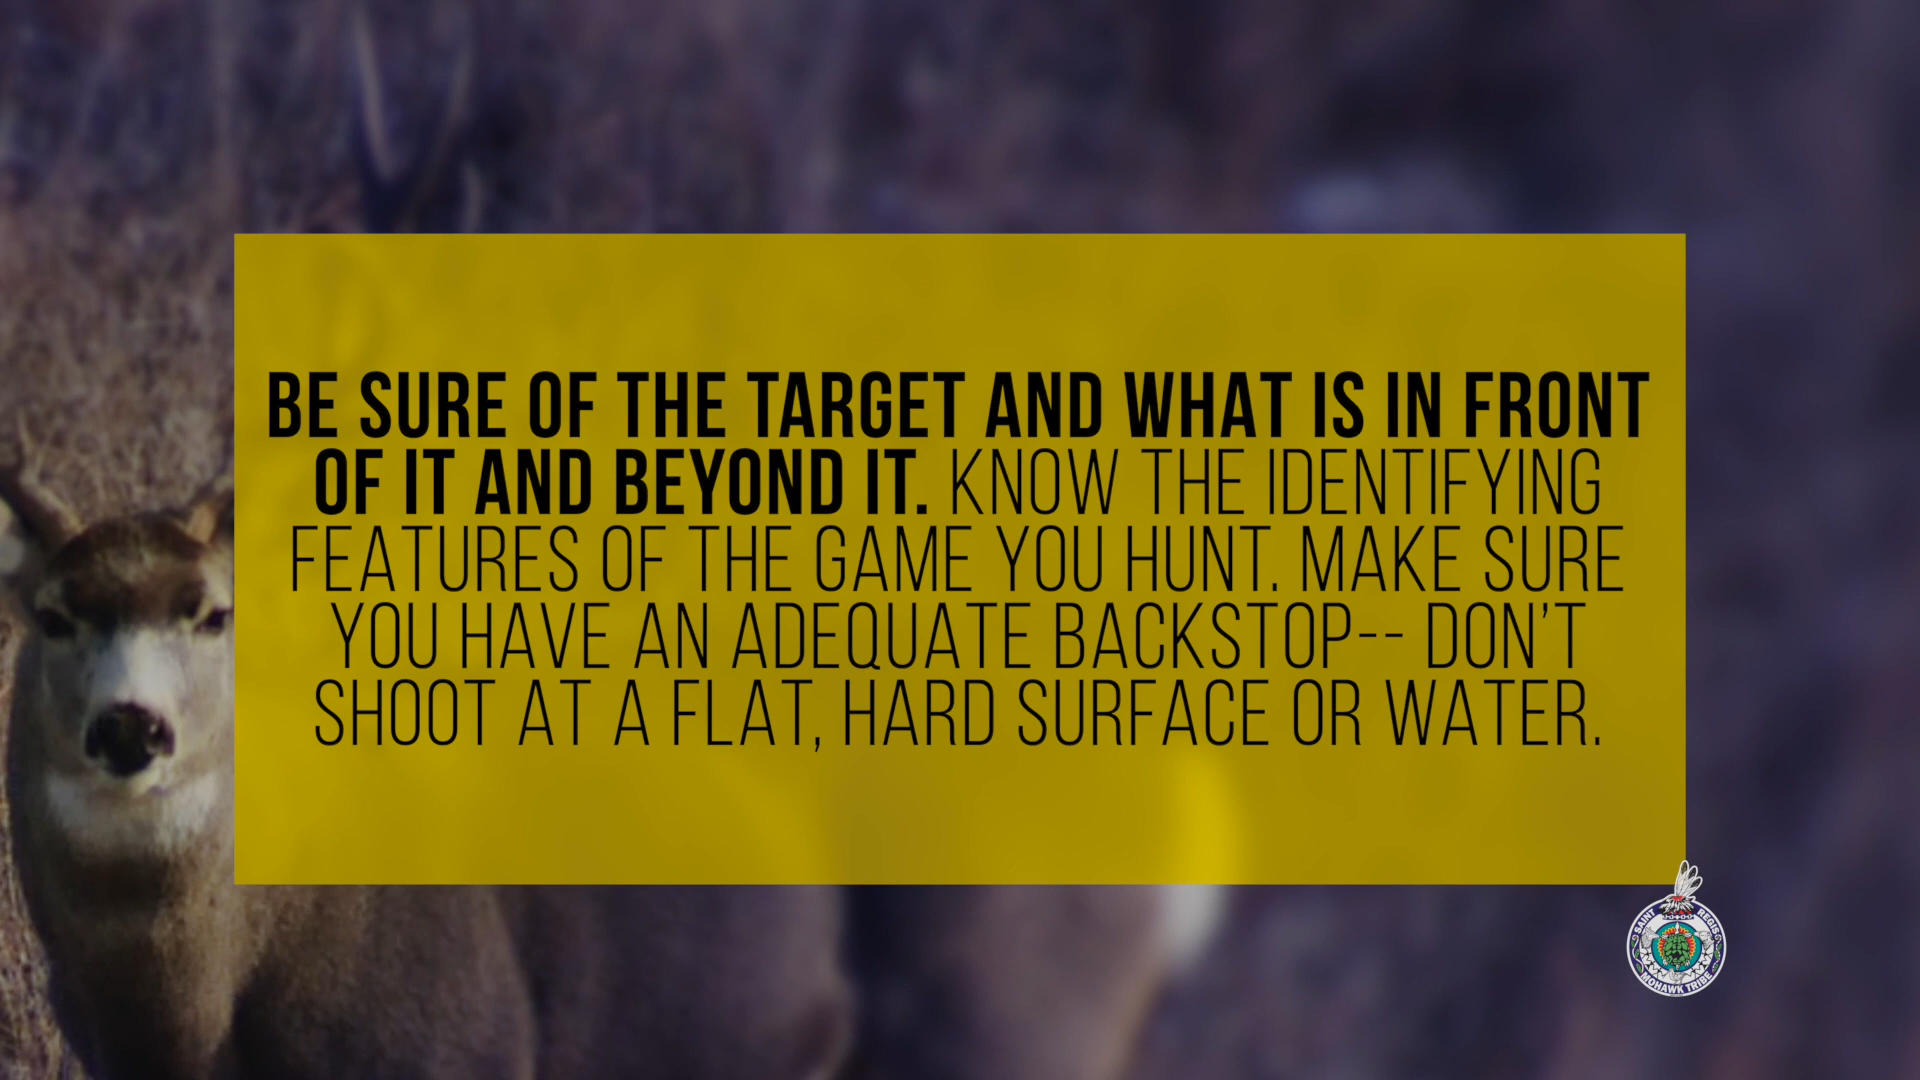 BE SURE OF THE TARGET AND WHAT IS IN FRONT
OF IT AND BEYOND IT. KNOW THE IDENTIFYING
FEATURES OF THE GAME YOU HUNT. MAKE SURE
YOU HAVE AN ADEQUATE BACKSTOP-- DON'T
SHOOT AT A FLAT, HARD SURFACE OR WATER.
SAINT REGIS
MOHAWK TRIBE